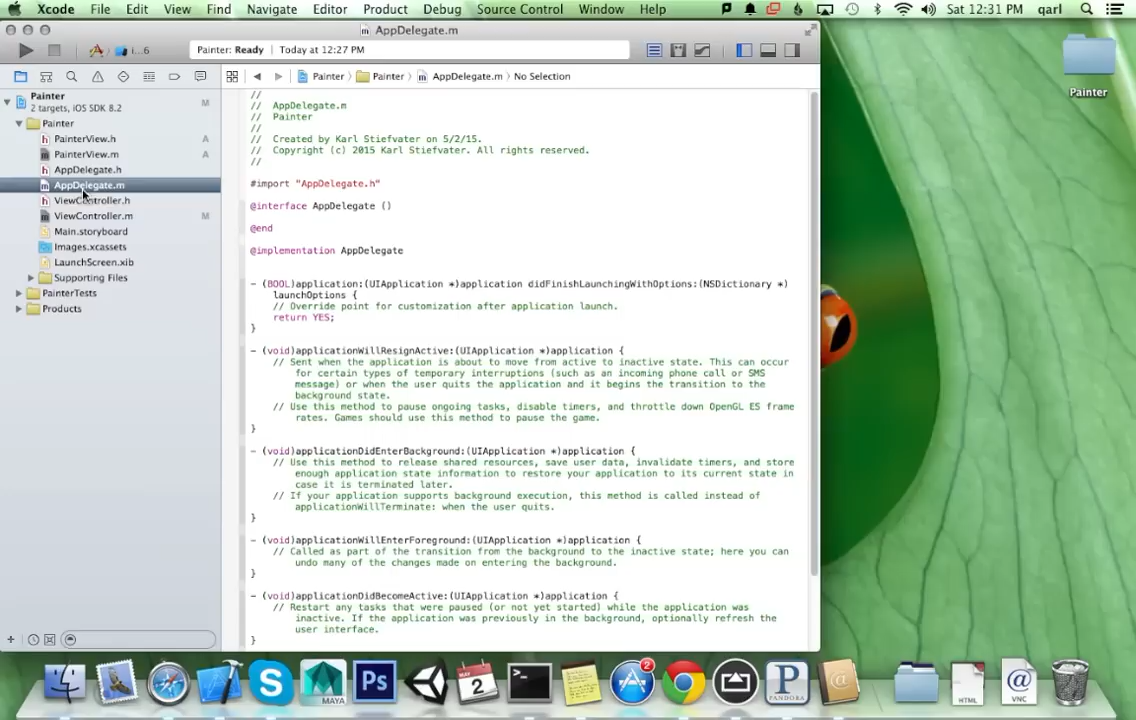 Xcode File Edit View Find Navigate Editor Product Debug Source Control Window Help Sat 12:31 PM qarl
AppDelegate.m
i...6 Painter: Ready Today at 12:27 PM
Painter Painter AppDelegate.m No Selection
Painter M
2 targets, iOS SDK 8.2
Painter
h PainterView.h A
m PainterView.m A
h AppDelegate.h
m AppDelegate.m
h ViewController.h
m ViewController.m M
Main.storyboard
Images.xcassets
LaunchScreen.xib
Supporting Files
PainterTests
Products
//
// AppDelegate.m
// Painter
//
// Created by Karl Stiefvater on 5/2/15.
// Copyright (c) 2015 Karl Stiefvater. All rights reserved.
//
#import "AppDelegate.h"
@interface AppDelegate ()
@end
@implementation AppDelegate
- (BOOL)application:(UIApplication *)application didFinishLaunchingWithOptions:(NSDictionary *)
launchOptions {
// Override point for customization after application launch.
return YES;
}
- (void)applicationWillResignActive:(UIApplication *)application {
// Sent when the application is about to move from active to inactive state. This can occur
for certain types of temporary interruptions (such as an incoming phone call or SMS
message) or when the user quits the application and it begins the transition to the
background state.
// Use this method to pause ongoing tasks, disable timers, and throttle down OpenGL ES frame
rates. Games should use this method to pause the game.
}
- (void)applicationDidEnterBackground:(UIApplication *)application {
// Use this method to release shared resources, save user data, invalidate timers, and store
enough application state information to restore your application to its current state in
case it is terminated later.
// If your application supports background execution, this method is called instead of
applicationWillTerminate: when the user quits.
}
- (void)applicationWillEnterForeground:(UIApplication *)application {
// Called as part of the transition from the background to the inactive state; here you can
undo many of the changes made on entering the background.
}
- (void)applicationDidBecomeActive:(UIApplication *)application {
// Restart any tasks that were paused (or not yet started) while the application was
inactive. If the application was previously in the background, optionally refresh the
user interface.
}
Painter
MAYA
Ps
MAY
2
2
P
PANDORA
@
HTML
@
VNC